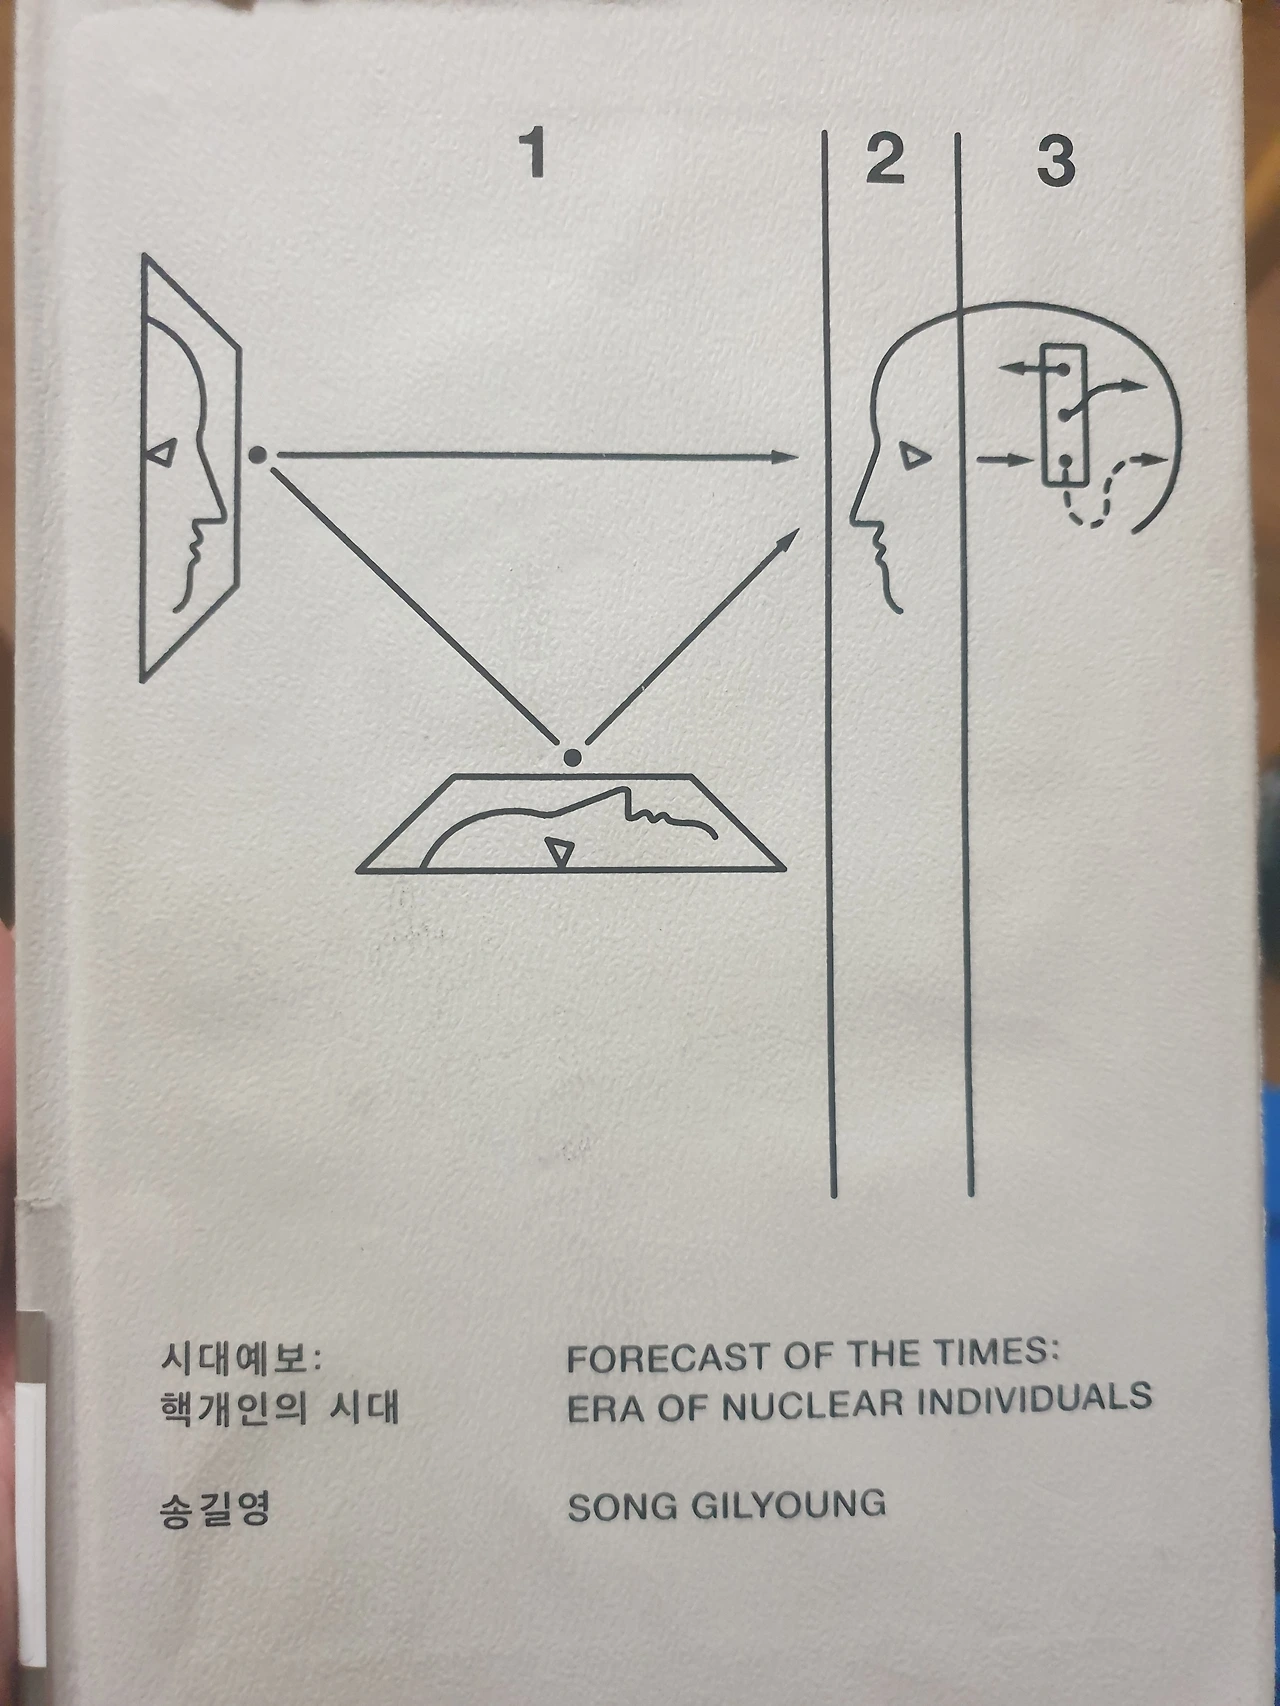 1 2 3
시대예보:
핵개인의 시대
FORECAST OF THE TIMES:
ERA OF NUCLEAR INDIVIDUALS
송길영
SONG GILYOUNG